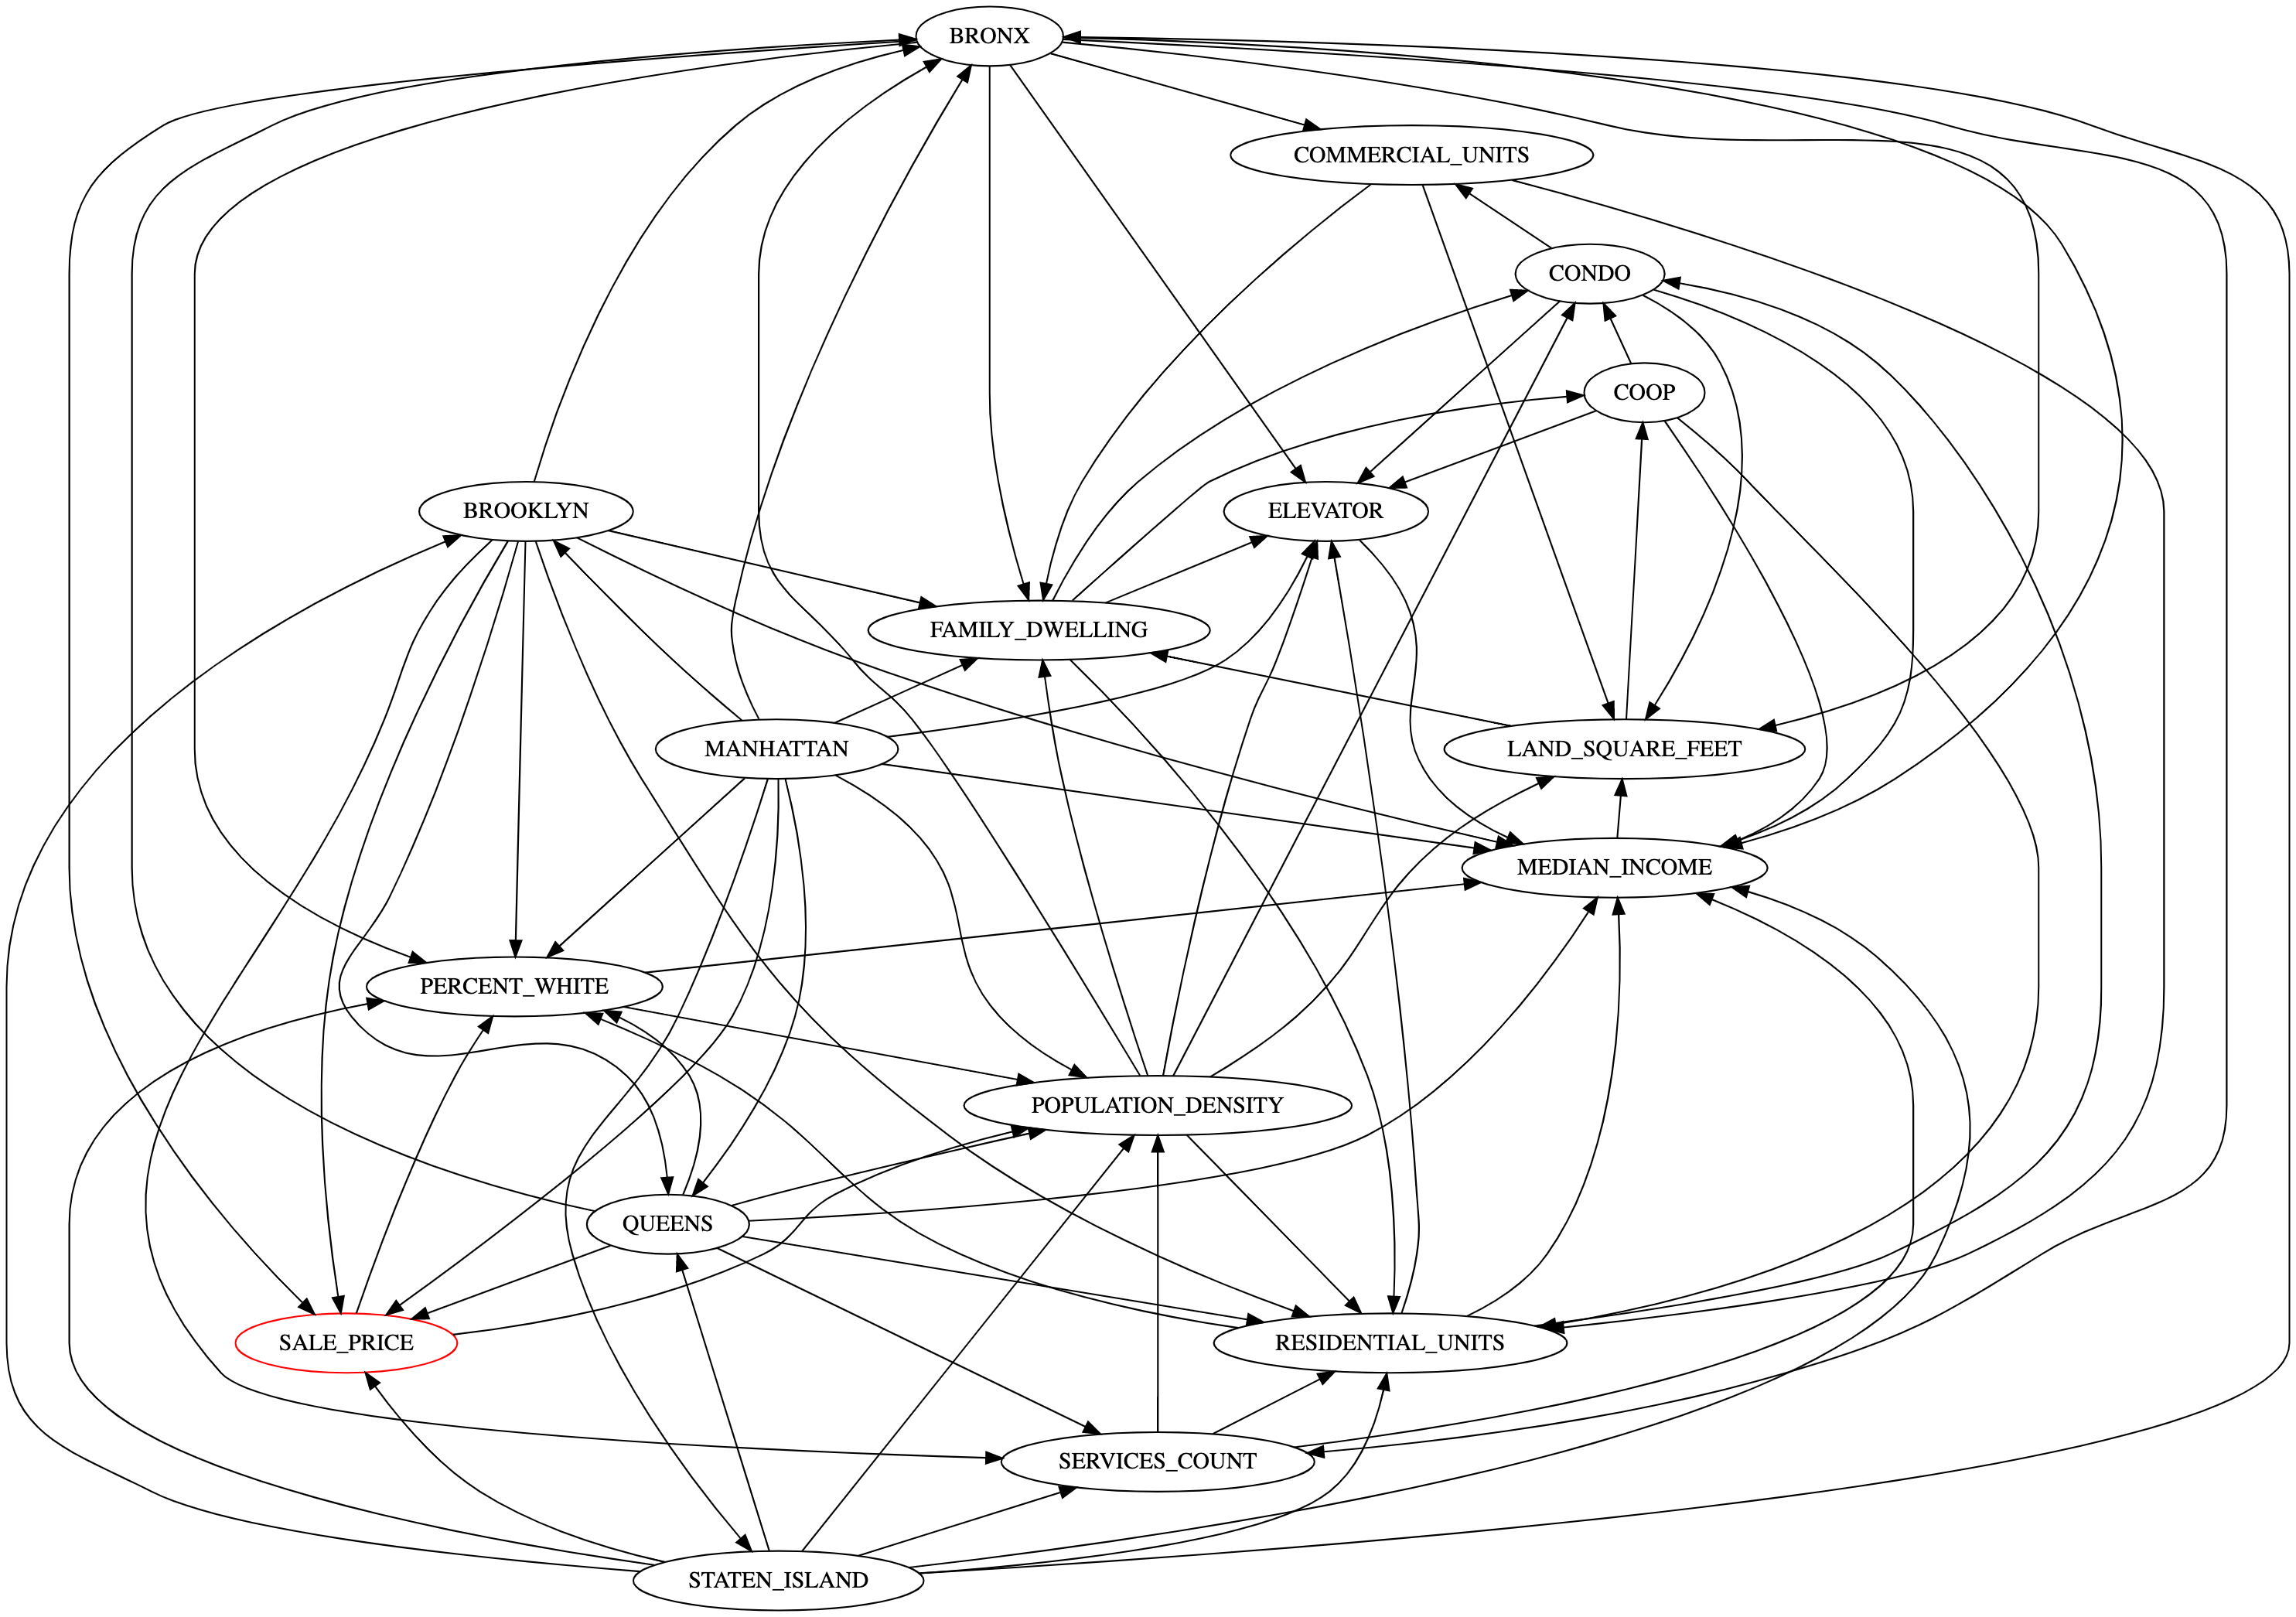 BRONX
COMMERCIAL_UNITS
CONDO
COOP
BROOKLYN
ELEVATOR
FAMILY_DWELLING
MANHATTAN
LAND_SQUARE_FEET
MEDIAN_INCOME
PERCENT_WHITE
POPULATION_DENSITY
QUEENS
SALE_PRICE
RESIDENTIAL_UNITS
SERVICES_COUNT
STATEN_ISLAND